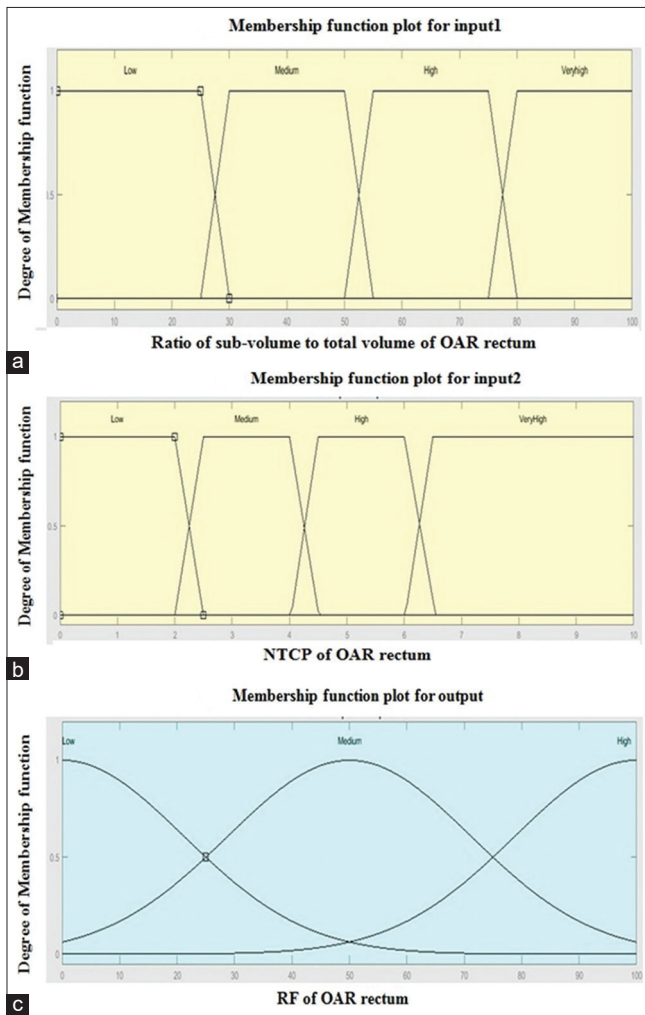 Membership function plot for input1
Low Medium High Veryhigh
1
0.5
0
0 10 20 30 40 50 60 70 80 90 100
Degree of Membership function
Ratio of sub-volume to total volume of OAR rectum
a
Membership function plot for input2
Low Medium High VeryHigh
1
0.5
0
0 1 2 3 4 5 6 7 8 9 10
Degree of Membership function
NTCP of OAR rectum
b
Membership function plot for output
Low Medium High
1
0.5
0
0 10 20 30 40 50 60 70 80 90 100
Degree of Membership function
RF of OAR rectum
c